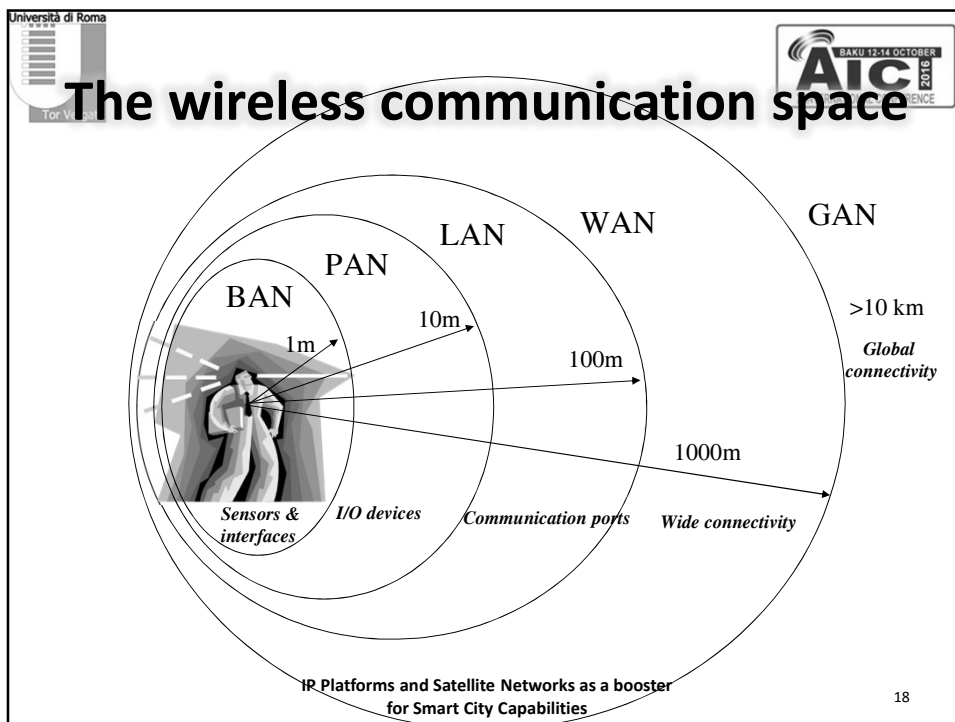 Università di Roma
Tor Vergat
BAKU 12-14 OCTOBER
AICT
2016
The wireless communication space
GAN
WAN
LAN
PAN
BAN
>10 km
10m
1m
Global
connectivity
100m
1000m
Sensors &
interfaces
I/O devices
Communication ports
Wide connectivity
IP Platforms and Satellite Networks as a booster
for Smart City Capabilities
18